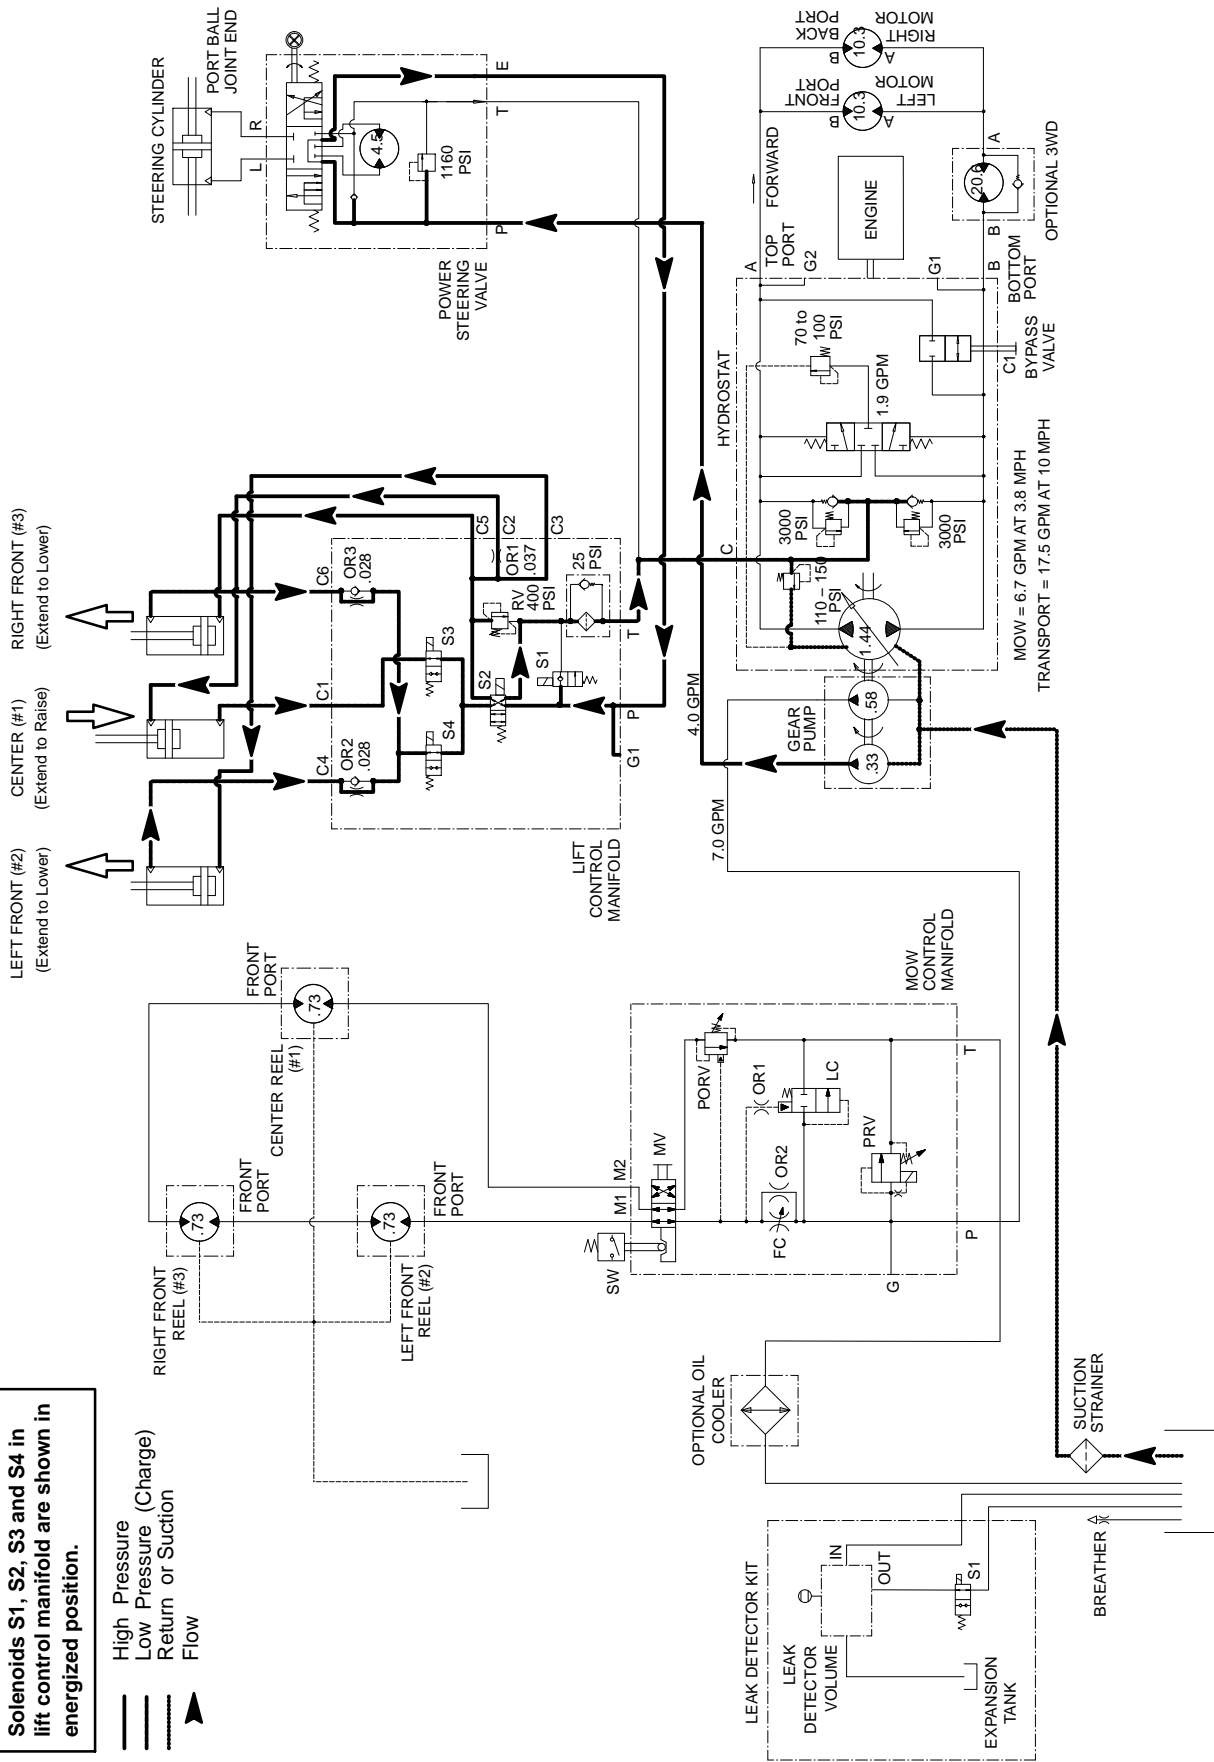 Solenoids S1, S2, S3 and S4 in
lift control manifold are shown in
energized position.
High Pressure
Low Pressure (Charge)
Return or Suction
Flow
LEFT FRONT (#2)
(Extend to Lower)
CENTER (#1)
(Extend to Raise)
RIGHT FRONT (#3)
(Extend to Lower)
STEERING CYLINDER
PORT BALL
JOINT END
L
R
4.5
1160
PSI
P
T
E
POWER
STEERING
VALVE
C4
OR2
.028
C1
C6
OR3
.028
S4
S3
S2
S1
RV
400
PSI
OR1
.037
25
PSI
C5
C2
C3
G1
P
T
LIFT
CONTROL
MANIFOLD
RIGHT FRONT
REEL (#3)
.73
FRONT
PORT
LEFT FRONT
REEL (#2)
.73
FRONT
PORT
CENTER REEL
(#1)
.73
FRONT
PORT
SW
M1
M2
MV
PORV
FC
OR2
OR1
LC
PRV
G
P
T
MOW
CONTROL
MANIFOLD
7.0 GPM
4.0 GPM
GEAR
PUMP
.33
.58
1.44
110 – 150
PSI
C
HYDROSTAT
3000
PSI
3000
PSI
1.9 GPM
70 to
100
PSI
A
TOP
PORT
G2
G1
B
BOTTOM
PORT
C1
BYPASS
VALVE
FORWARD
ENGINE
MOW = 6.7 GPM AT 3.8 MPH
TRANSPORT = 17.5 GPM AT 10 MPH
B
20.6
A
OPTIONAL 3WD
FRONT
PORT
B
10.3
A
LEFT
MOTOR
BACK
PORT
B
10.3
A
RIGHT
MOTOR
OPTIONAL OIL
COOLER
SUCTION
STRAINER
BREATHER
LEAK DETECTOR KIT
LEAK
DETECTOR
VOLUME
IN
OUT
S1
EXPANSION
TANK